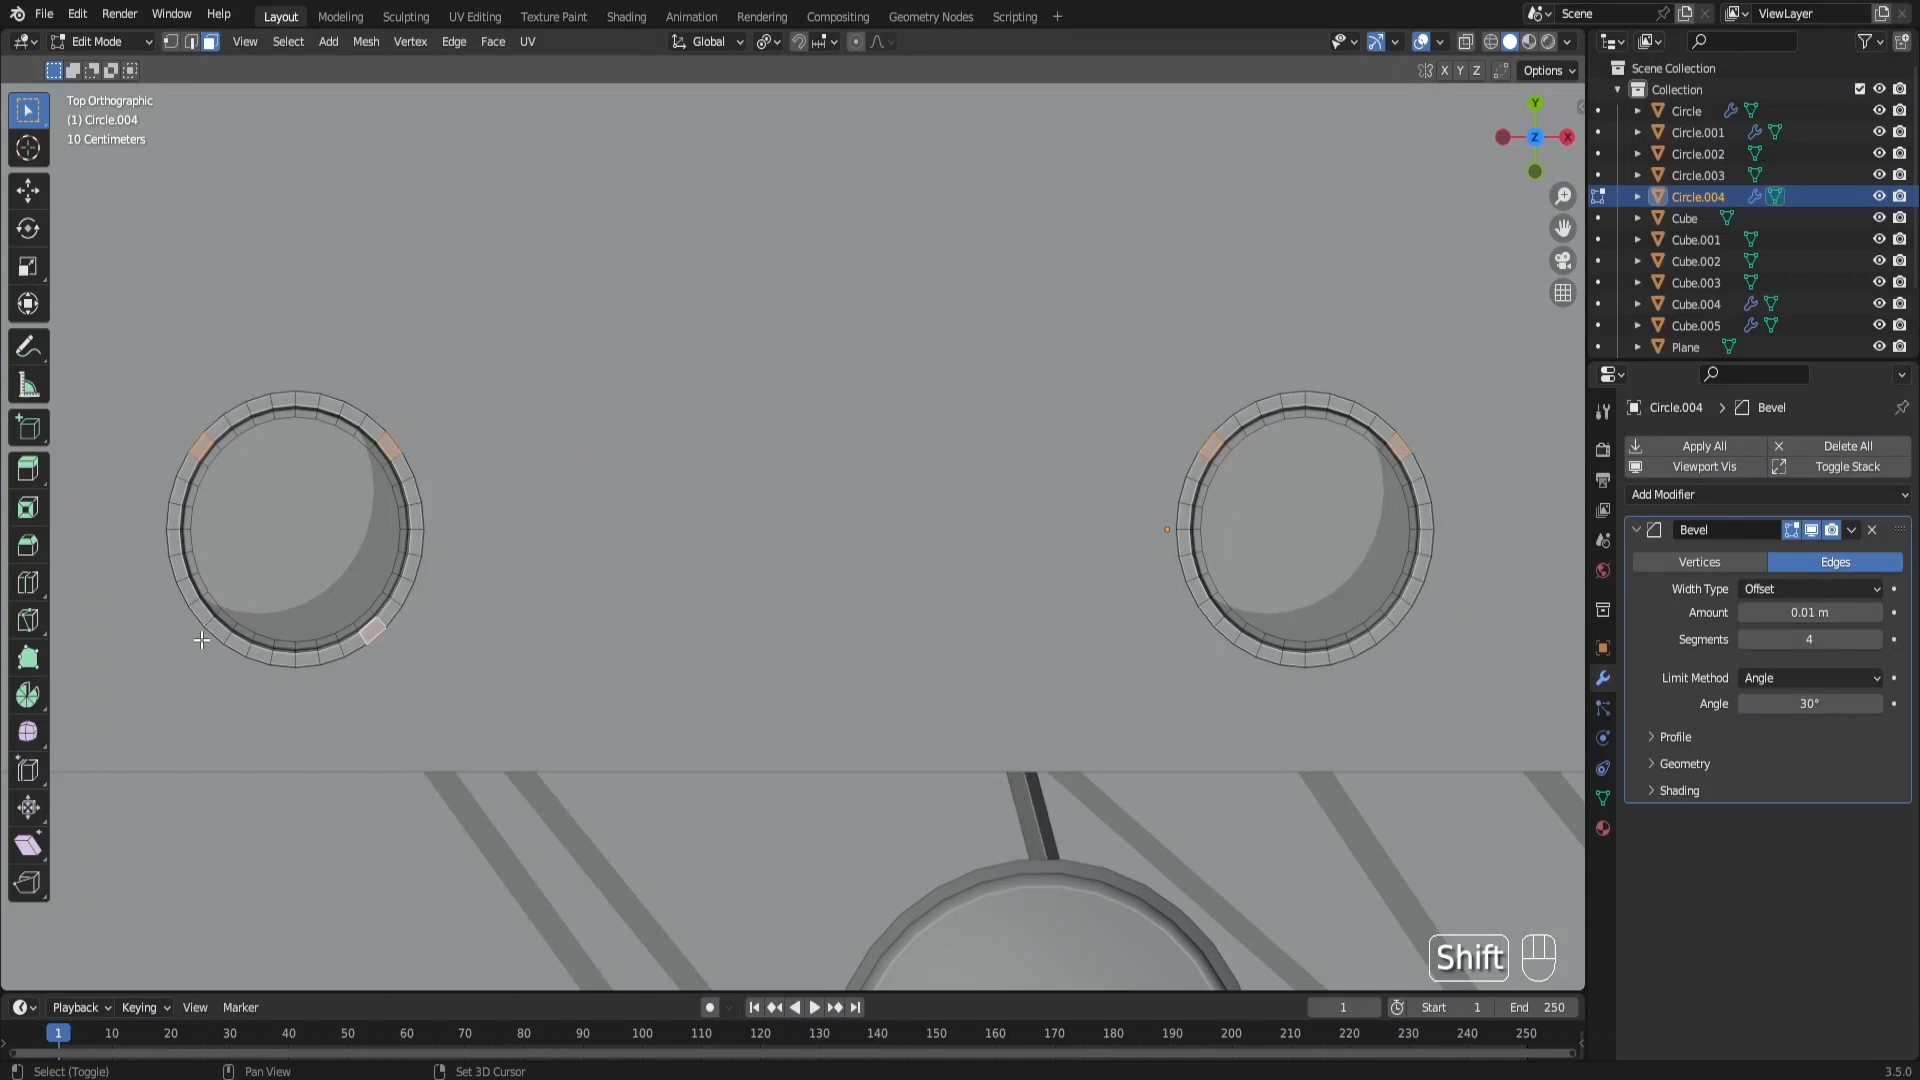 File Edit Render Window Help Layout Modeling Sculpting UV Editing Texture Paint Shading Animation Rendering Compositing Geometry Nodes Scripting + Scene ViewLayer
Edit Mode View Select Add Mesh Vertex Edge Face UV Global
X Y Z Options
Top Orthographic
(1) Circle.004
10 Centimeters
Y
Z
X
Scene Collection
Collection
Circle
Circle.001
Circle.002
Circle.003
Circle.004
Cube
Cube.001
Cube.002
Cube.003
Cube.004
Cube.005
Plane
Circle.004 > Bevel
Apply All Delete All
Viewport Vis Toggle Stack
Add Modifier
Bevel
Vertices Edges
Width Type Offset
Amount 0.01 m
Segments 4
Limit Method Angle
Angle 30°
Profile
Geometry
Shading
Shift
Playback Keying View Marker 1 Start 1 End 250
1 10 20 30 40 50 60 70 80 90 100 110 120 130 140 150 160 170 180 190 200 210 220 230 240 250
Select (Toggle) Pan View Set 3D Cursor 3.5.0